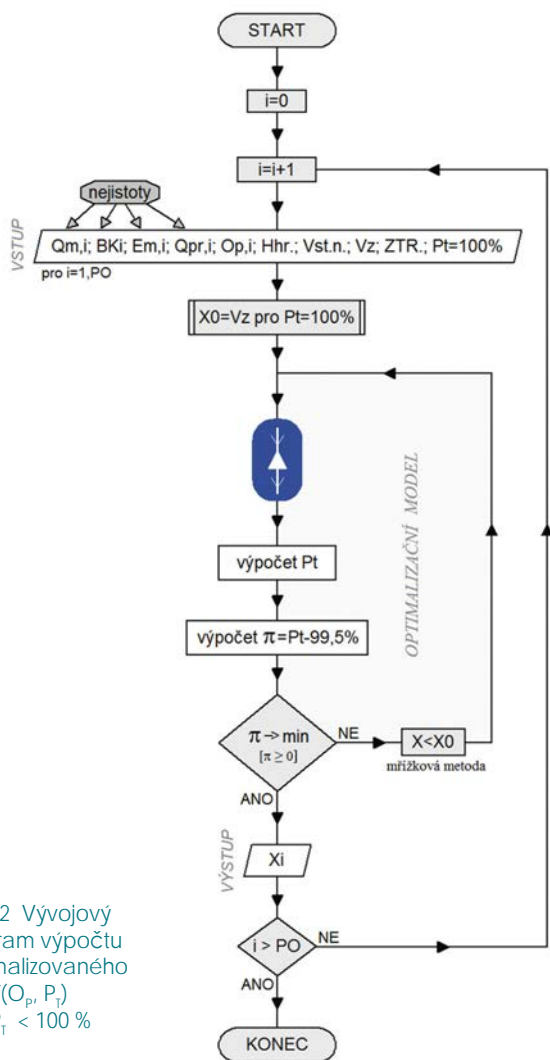 START
i=0
i=i+1
nejistoty
VSTUP
Qm,i; BKi; Em,i; Qpr,i; Op,i; Hhr.; Vst.n.; Vz; ZTR.; Pt=100%
pro i=1,PO
X0=Vz pro Pt=100%
OPTIMALIZAČNÍ MODEL
výpočet Pt
výpočet π=Pt-99,5%
π -> min
[π ≥ 0]
NE
X<X0
mřížková metoda
ANO
VÝSTUP
Xi
i > PO
NE
ANO
KONEC
2 Vývojový
ram výpočtu
nalizovaného
(O_P, P_T)
< 100 %